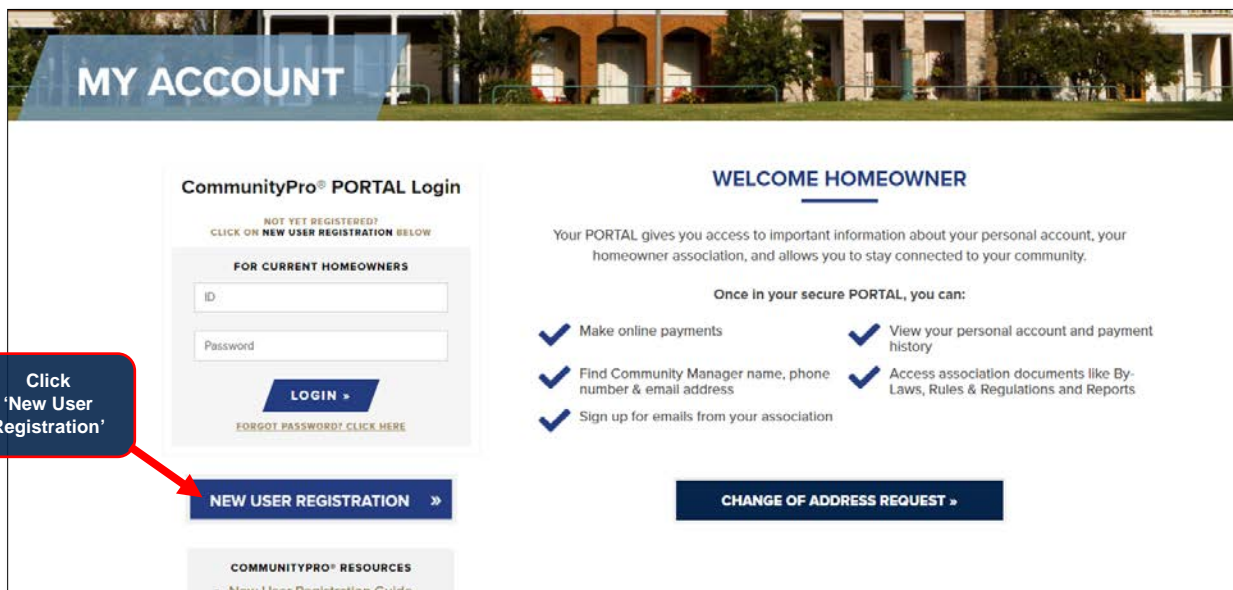 MY ACCOUNT
CommunityPro® PORTAL Login
NOT YET REGISTERED?
CLICK ON NEW USER REGISTRATION BELOW
FOR CURRENT HOMEOWNERS
ID
Password
LOGIN »
FORGOT PASSWORD? CLICK HERE
Click
‘New User
Registration’
NEW USER REGISTRATION »
COMMUNITYPRO® RESOURCES
New User Registration Guide
WELCOME HOMEOWNER
Your PORTAL gives you access to important information about your personal account, your
homeowner association, and allows you to stay connected to your community.
Once in your secure PORTAL, you can:
Make online payments
Find Community Manager name, phone
number & email address
Sign up for emails from your association
View your personal account and payment
history
Access association documents like By-
Laws, Rules & Regulations and Reports
CHANGE OF ADDRESS REQUEST »